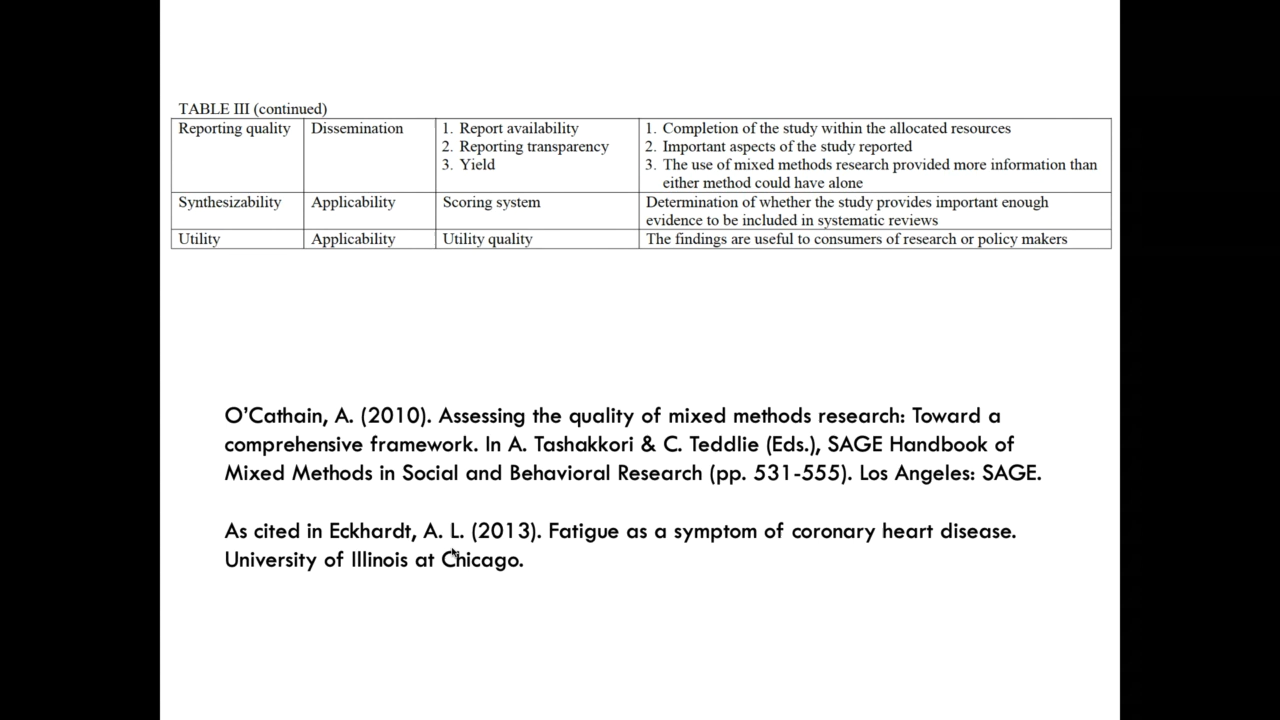 TABLE III (continued)
Reporting quality Dissemination 1. Report availability 1. Completion of the study within the allocated resources
2. Reporting transparency 2. Important aspects of the study reported
3. Yield 3. The use of mixed methods research provided more information than
either method could have alone
Synthesizability Applicability Scoring system Determination of whether the study provides important enough
evidence to be included in systematic reviews
Utility Applicability Utility quality The findings are useful to consumers of research or policy makers
O’Cathain, A. (2010). Assessing the quality of mixed methods research: Toward a
comprehensive framework. In A. Tashakkori & C. Teddlie (Eds.), SAGE Handbook of
Mixed Methods in Social and Behavioral Research (pp. 531-555). Los Angeles: SAGE.
As cited in Eckhardt, A. L. (2013). Fatigue as a symptom of coronary heart disease.
University of Illinois at Chicago.